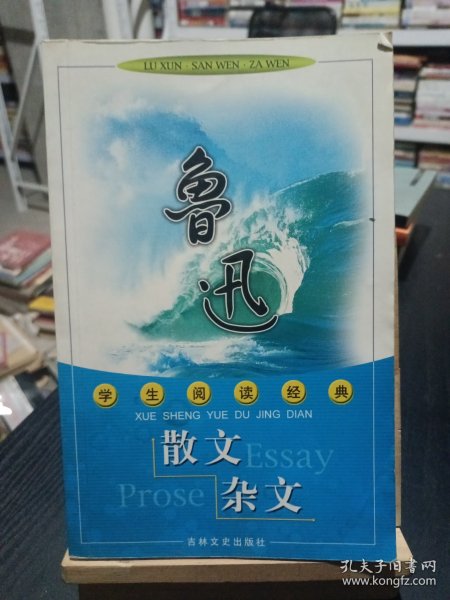 LU XUN · SAN WEN · ZA WEN
鲁
迅
学生阅读经典
XUE SHENG YUE DU JING DIAN
散文 Essay
Prose 杂文
吉林文史出版社
孔夫子旧书网
www.kongfz.com